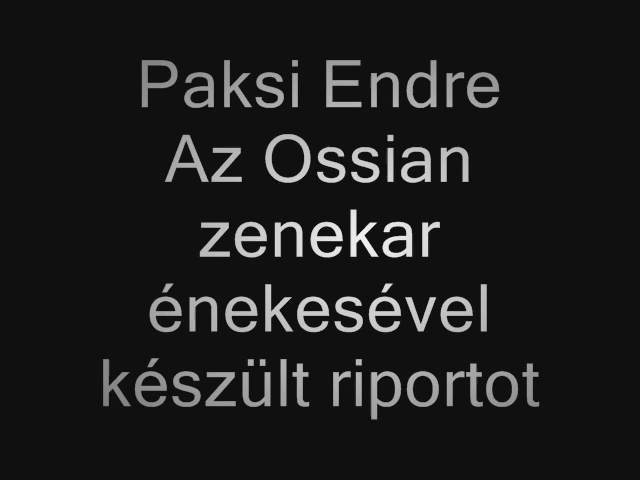 Paksi Endre
Az Ossian
zenekar
énekesével
készült riportot